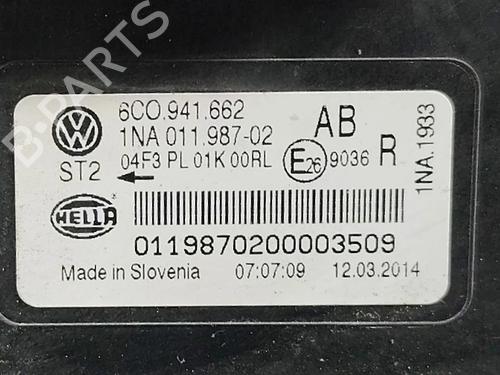 6C0.941.662
1NA 011.987-02
AB
04F3 PL 01K 00RL
E26 9036 R
ST2
1NA.1933
HELLA
0119870200003509
Made in Slovenia 07:07:09 12.03.2014
B-PARTS